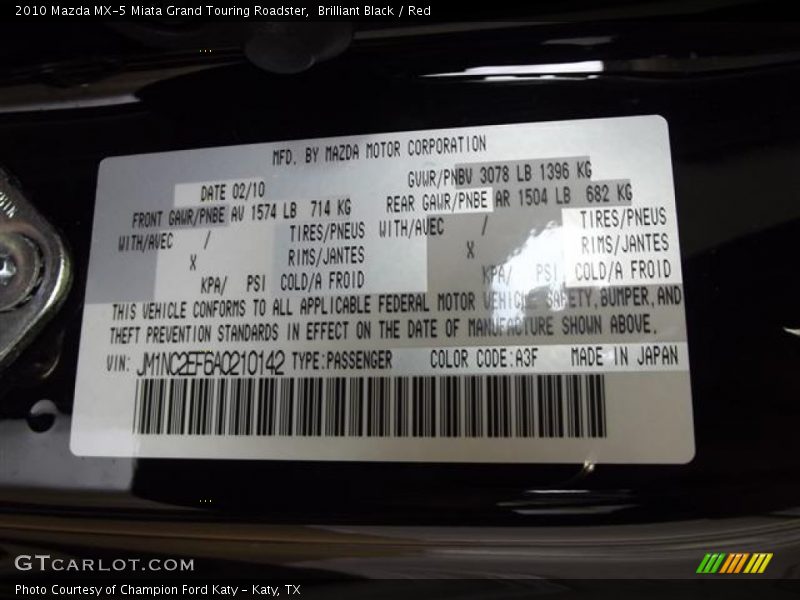 2010 Mazda MX-5 Miata Grand Touring Roadster,  Brilliant Black / Red
MFD. BY MAZDA MOTOR CORPORATION
DATE 02/10 GVWR/PNBV 3078 LB 1396 KG
FRONT GAWR/PNBE AV 1574 LB 714 KG REAR GAWR/PNBE AR 1504 LB 682 KG
WITH/AVEC / TIRES/PNEUS WITH/AVEC / TIRES/PNEUS
X RIMS/JANTES X RIMS/JANTES
KPA/ PSI COLD/A FROID KPA/ PSI COLD/A FROID
THIS VEHICLE CONFORMS TO ALL APPLICABLE FEDERAL MOTOR VEHICLE SAFETY,BUMPER,AND
THEFT PREVENTION STANDARDS IN EFFECT ON THE DATE OF MANUFACTURE SHOWN ABOVE.
VIN: JM1NC2EF6A0210142 TYPE:PASSENGER COLOR CODE:A3F MADE IN JAPAN
GTCARLOT.COM
Photo Courtesy of Champion Ford Katy - Katy, TX